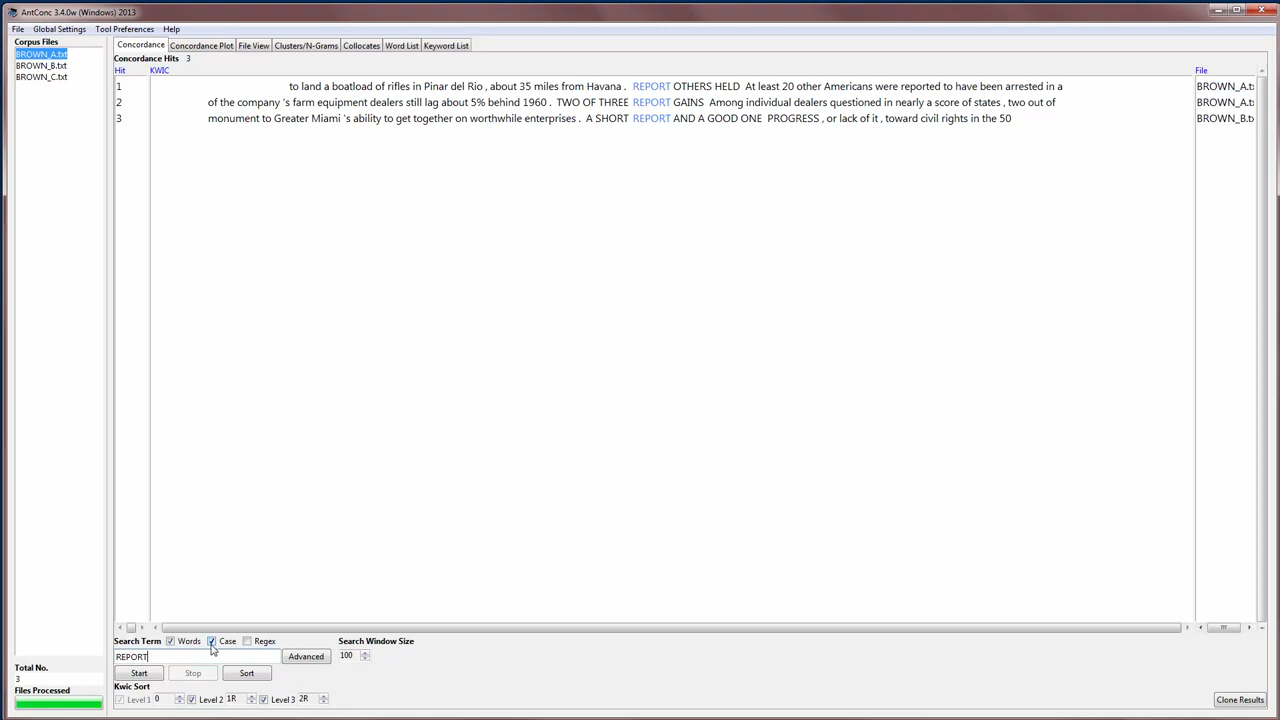 AntConc 3.4.0w (Windows) 2013
File Global Settings Tool Preferences Help
Corpus Files
BROWN_A.txt
BROWN_B.txt
BROWN_C.txt
Concordance Concordance Plot File View Clusters/N-Grams Collocates Word List Keyword List
Concordance Hits 3
Hit KWIC File
1 to land a boatload of rifles in Pinar del Rio , about 35 miles from Havana . REPORT OTHERS HELD At least 20 other Americans were reported to have been arrested in a BROWN_A.t
2 of the company 's farm equipment dealers still lag about 5% behind 1960 . TWO OF THREE REPORT GAINS Among individual dealers questioned in nearly a score of states , two out of BROWN_A.t
3 monument to Greater Miami 's ability to get together on worthwhile enterprises . A SHORT REPORT AND A GOOD ONE PROGRESS , or lack of it , toward civil rights in the 50 BROWN_B.tx
Search Term Words Case Regex Search Window Size
REPORT Advanced 100
Start Stop Sort
Kwic Sort
Level 1 0 Level 2 1R Level 3 2R
Total No.
3
Files Processed
Clone Results